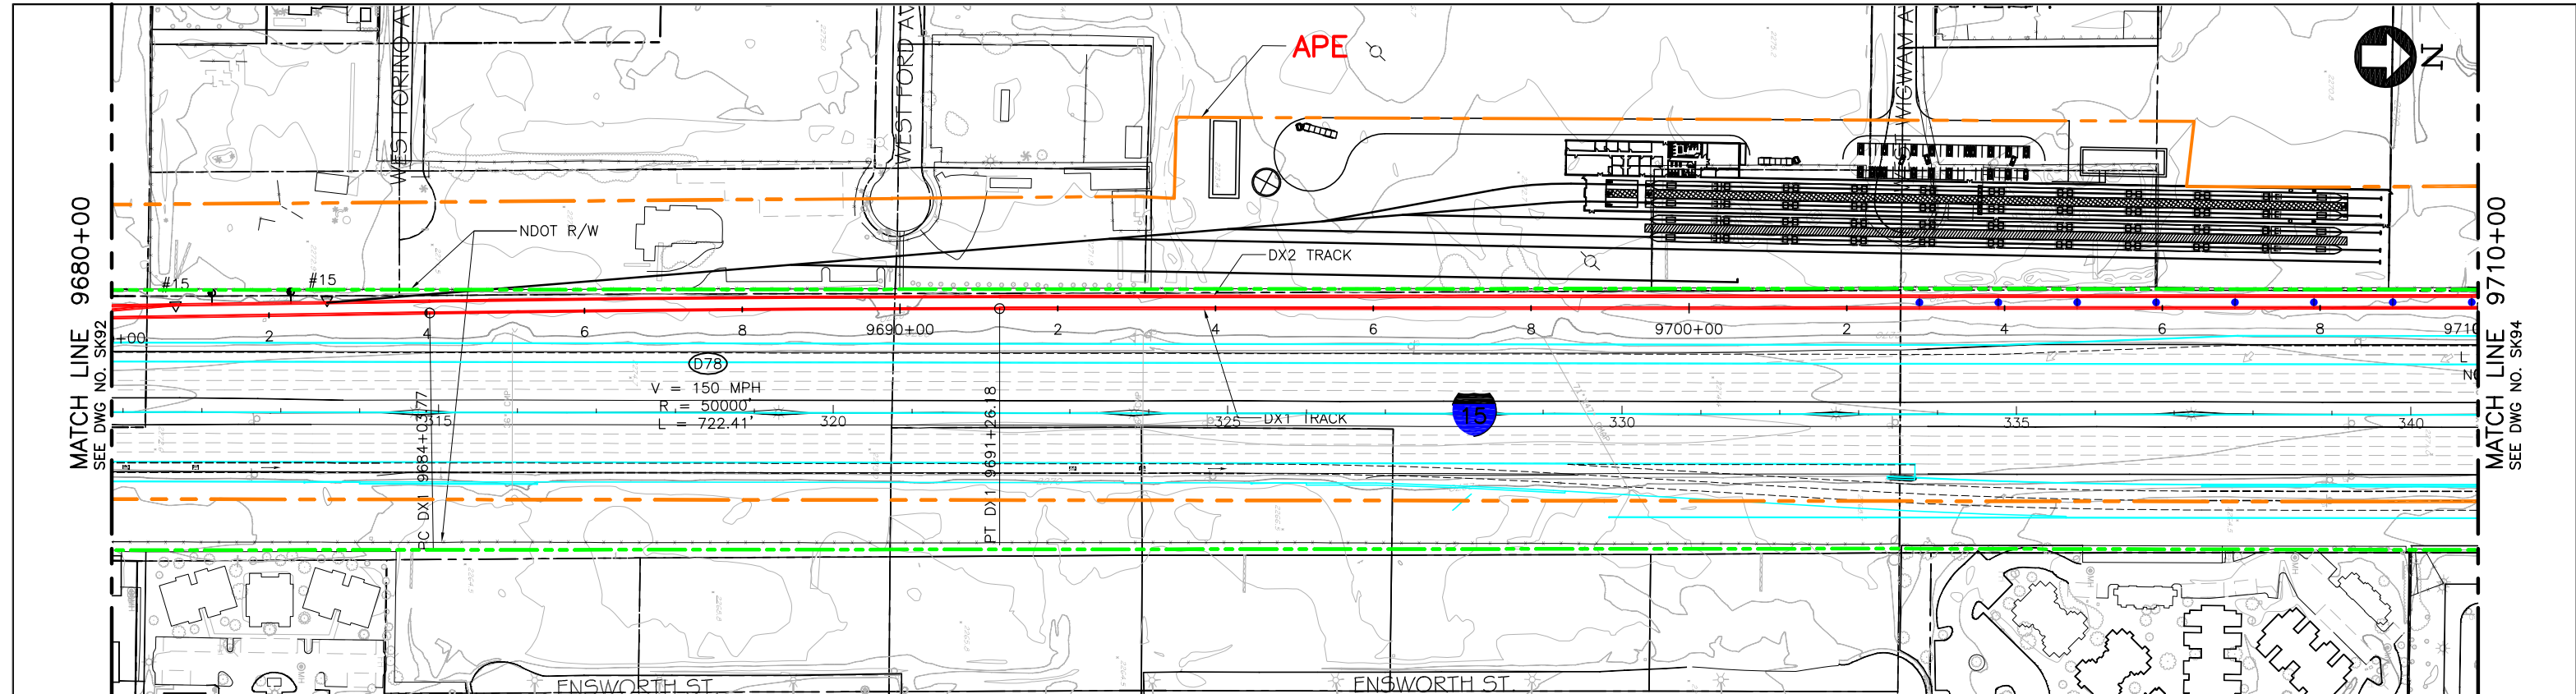 WEST TORINO A
WEST FORD AV
WEST WIGWAM A
APE
N
NDOT R/W
DX2 TRACK
#15
#15
MATCH LINE 9680+00
SEE DWG NO. SK92
MATCH LINE 9710+00
SEE DWG NO. SK94
+00
2
4
6
8
9690+00
2
4
6
8
9700+00
2
4
6
8
9710
D78
V = 150 MPH
R = 50000'
L = 722.41'
PC DX1 9684+03.77
PT DX1 9691+26.18
DX1 TRACK
15
315
320
325
330
335
340
L
ENSWORTH ST.
ENSWORTH ST.